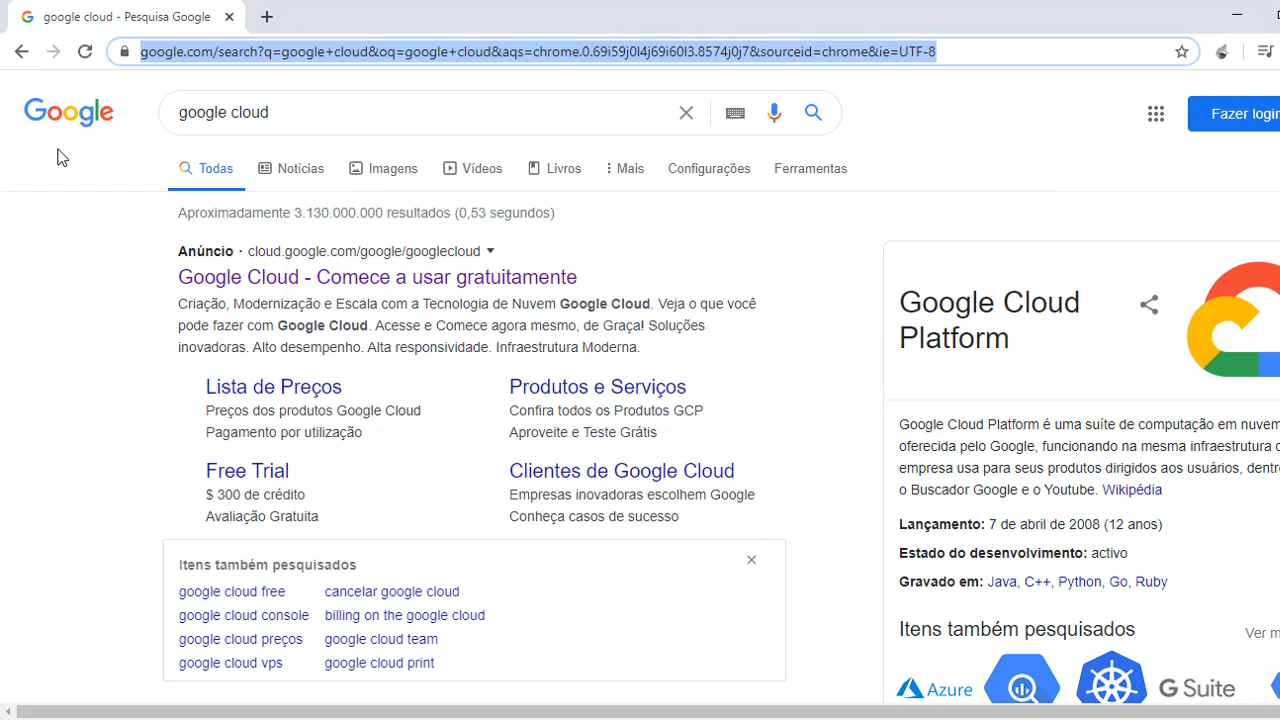 google cloud - Pesquisa Google
google.com/search?q=google+cloud&oq=google+cloud&aqs=chrome.0.69i59j0l4j69i60l3.8574j0j7&sourceid=chrome&ie=UTF-8
Google
google cloud
Fazer login
Todas
Notícias
Imagens
Vídeos
Livros
Mais
Configurações
Ferramentas
Aproximadamente 3.130.000.000 resultados (0,53 segundos)
Anúncio · cloud.google.com/google/googlecloud
Google Cloud - Comece a usar gratuitamente
Criação, Modernização e Escala com a Tecnologia de Nuvem Google Cloud. Veja o que você
pode fazer com Google Cloud. Acesse e Comece agora mesmo, de Graça! Soluções
inovadoras. Alto desempenho. Alta responsividade. Infraestrutura Moderna.
Lista de Preços
Preços dos produtos Google Cloud
Pagamento por utilização
Produtos e Serviços
Confira todos os Produtos GCP
Aproveite e Teste Grátis
Free Trial
$ 300 de crédito
Avaliação Gratuita
Clientes de Google Cloud
Empresas inovadoras escolhem Google
Conheça casos de sucesso
Itens também pesquisados
google cloud free
cancelar google cloud
google cloud console
billing on the google cloud
google cloud preços
google cloud team
google cloud vps
google cloud print
Google Cloud
Platform
Google Cloud Platform é uma suíte de computação em nuvem
oferecida pelo Google, funcionando na mesma infraestrutura
empresa usa para seus produtos dirigidos aos usuários, dentre
o Buscador Google e o Youtube. Wikipédia
Lançamento: 7 de abril de 2008 (12 anos)
Estado do desenvolvimento: activo
Gravado em: Java, C++, Python, Go, Ruby
Itens também pesquisados
Ver m
Azure
G Suite